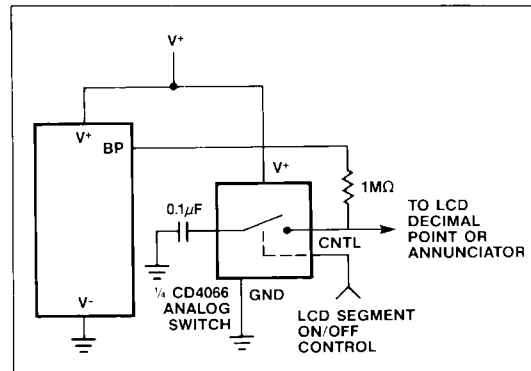 V+
V+
BP
V+
1MΩ
0.1μF
TO LCD
DECIMAL
POINT OR
ANNUNCIATOR
CNTL
V-
¼ CD4066
ANALOG
SWITCH
GND
LCD SEGMENT
ON/OFF
CONTROL